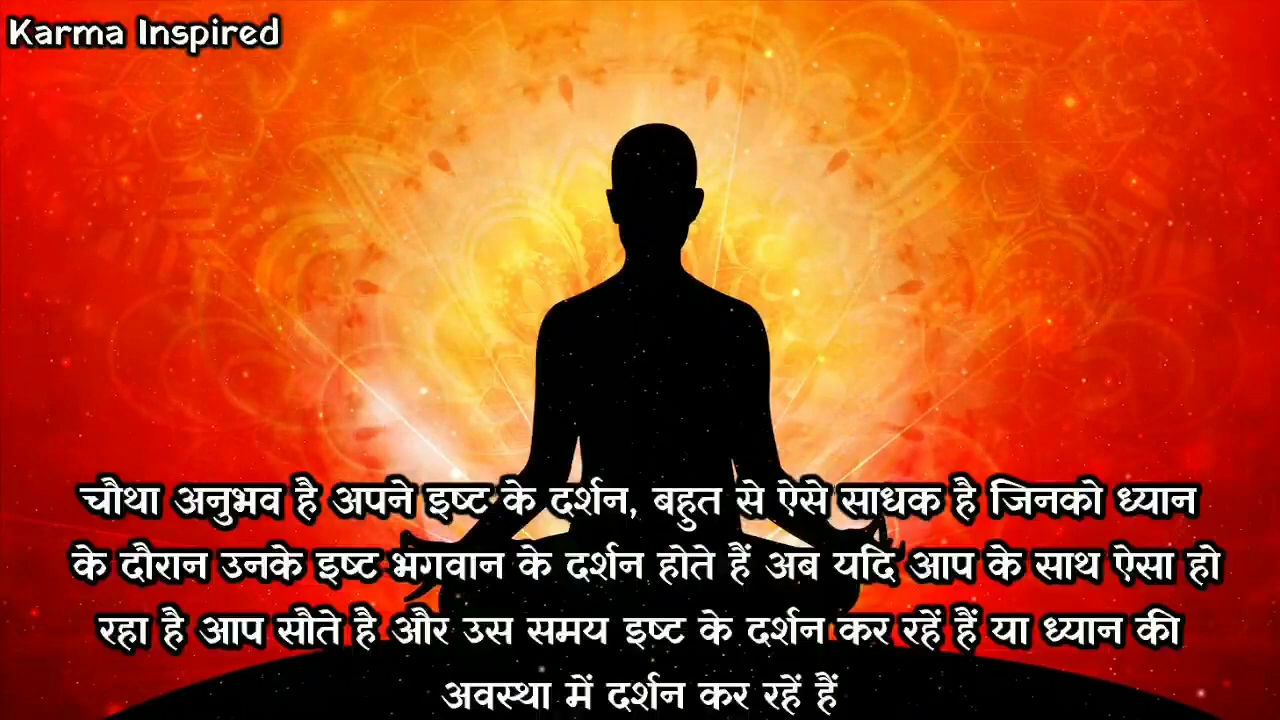 Karma Inspired
चौथा अनुभव है अपने इष्ट के दर्शन, बहुत से ऐसे साधक है जिनको ध्यान
के दौरान उनके इष्ट भगवान के दर्शन होते हैं अब यदि आप के साथ ऐसा हो
रहा है आप सौते है और उस समय इष्ट के दर्शन कर रहें हैं या ध्यान की
अवस्था में दर्शन कर रहें हैं